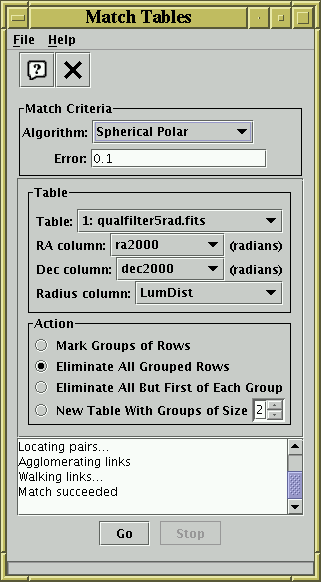 Match Tables
File Help
Match Criteria
Algorithm: Spherical Polar
Error: 0.1
Table
Table: 1: qualfilter5rad.fits
RA column: ra2000 (radians)
Dec column: dec2000 (radians)
Radius column: LumDist
Action
Mark Groups of Rows
Eliminate All Grouped Rows
Eliminate All But First of Each Group
New Table With Groups of Size 2
Locating pairs...
Agglomerating links
Walking links...
Match succeeded
Go Stop